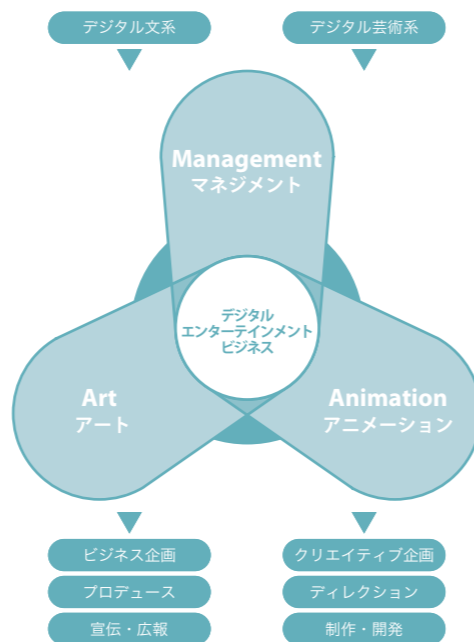 デジタル文系
デジタル芸術系
Management
マネジメント
デジタル
エンターテインメント
ビジネス
Art
アート
Animation
アニメーション
ビジネス企画
クリエイティブ企画
プロデュース
ディレクション
宣伝・広報
制作・開発